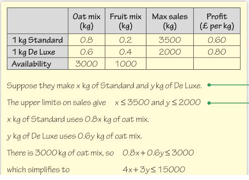 Oat mix (kg) Fruit mix (kg) Max sales (kg) Profit (£ per kg)
1 kg Standard 0.8 0.2 3500 0.60
1 kg De Luxe 0.6 0.4 2000 0.80
Availability 3000 1000
Suppose they make x kg of Standard and y kg of De Luxe.
The upper limits on sales give x ≤ 3500 and y ≤ 2000
x kg of Standard uses 0.8x kg of oat mix.
y kg of De Luxe uses 0.6y kg of oat mix.
There is 3000 kg of oat mix, so 0.8x + 0.6y ≤ 3000
which simplifies to 4x + 3y ≤ 15000